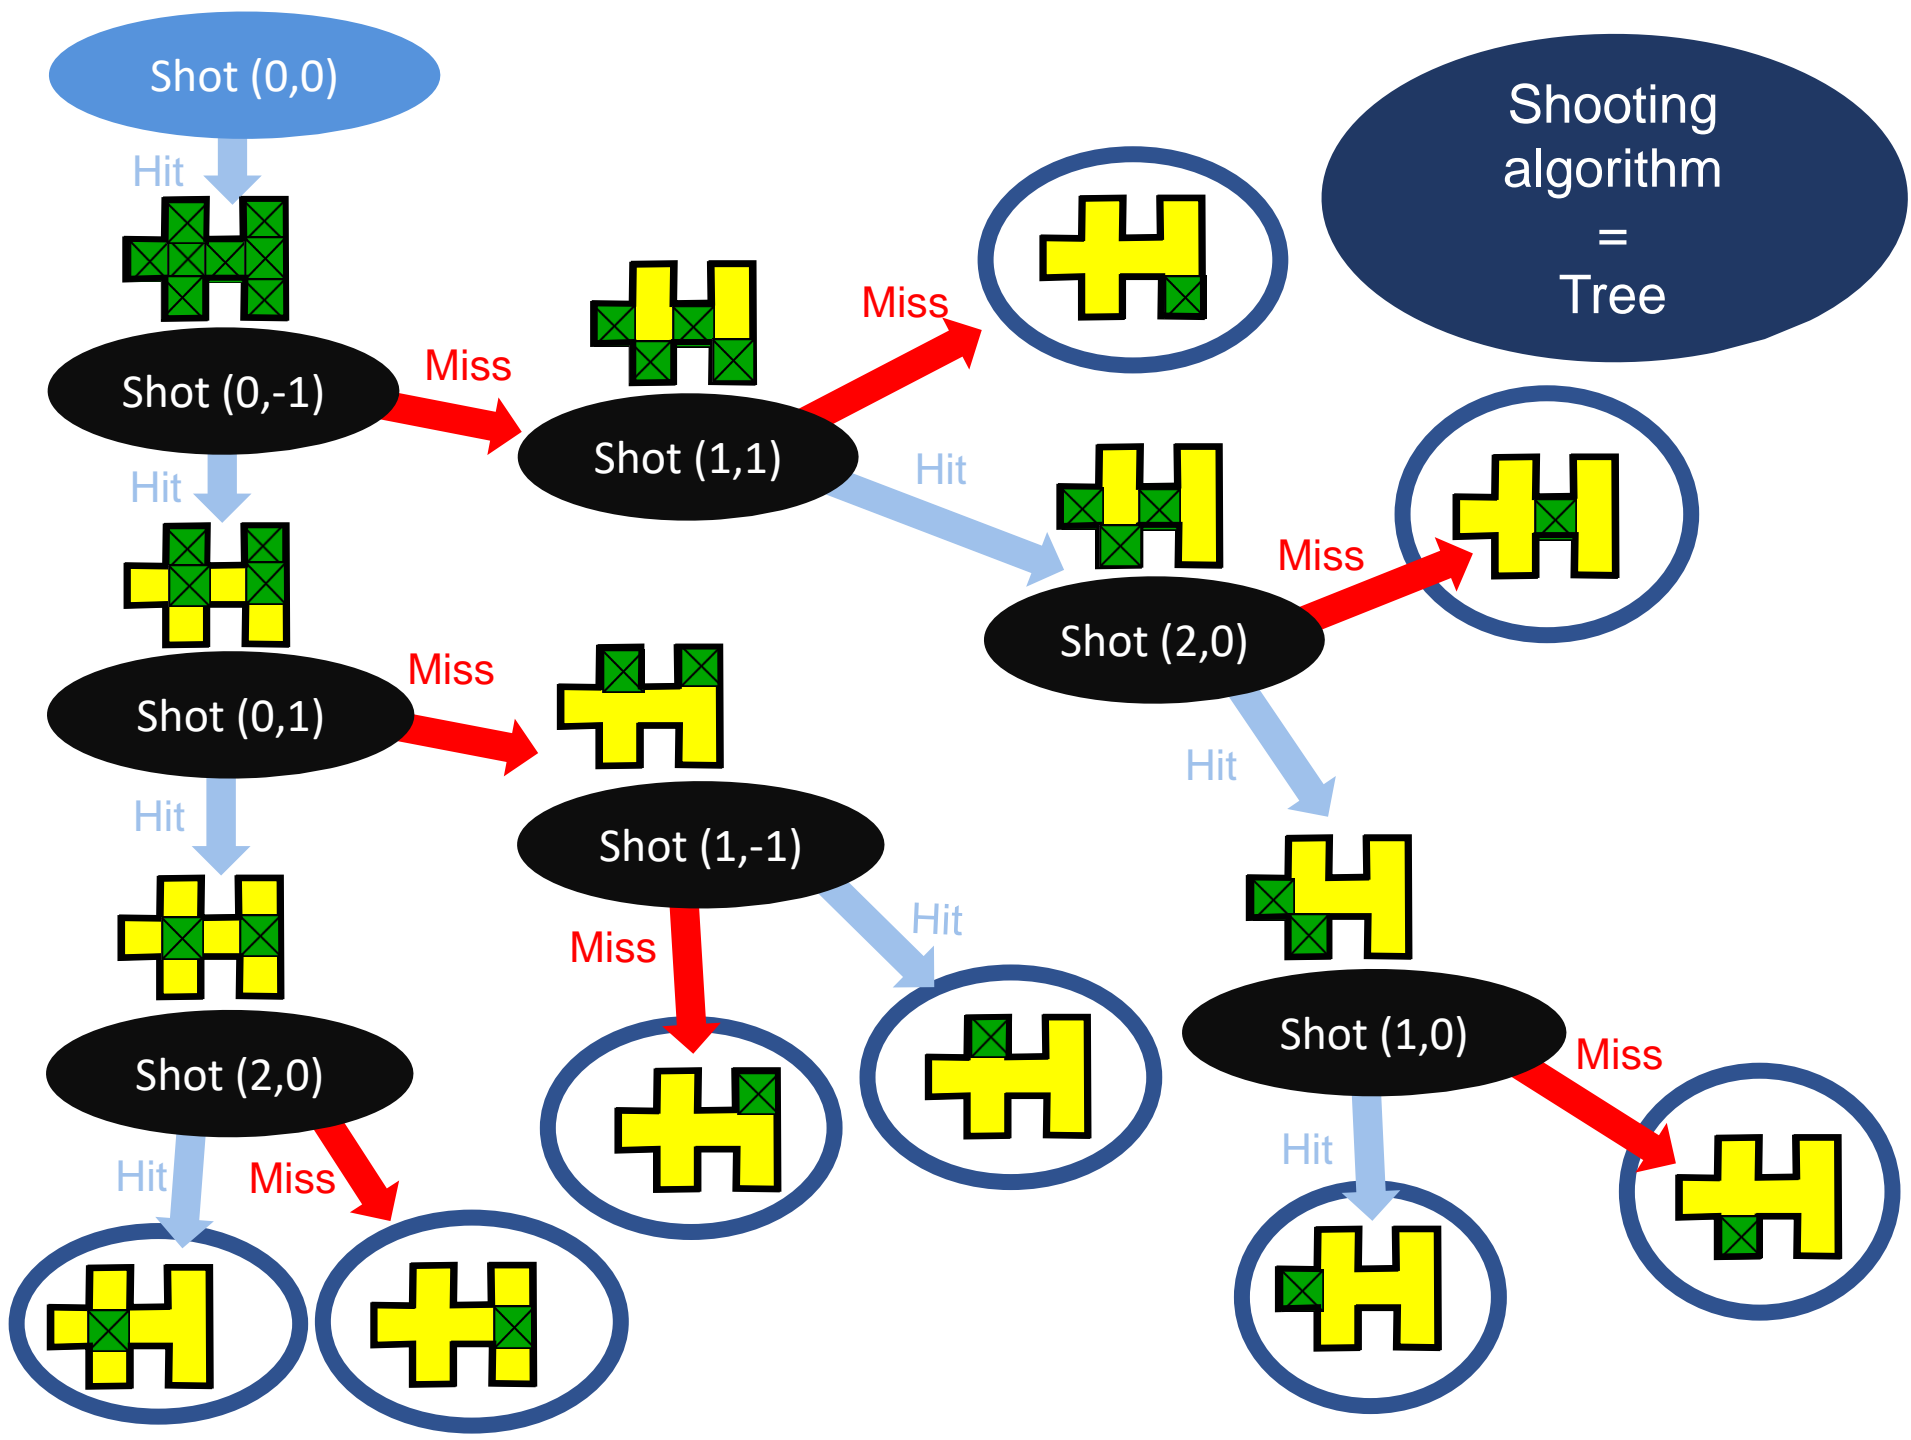 Shot (0,0)
Shooting
algorithm
=
Tree
Hit
Miss
Miss
Shot (0,-1)
Shot (1,1)
Hit
Hit
Miss
Shot (2,0)
Miss
Shot (0,1)
Hit
Hit
Shot (1,-1)
Hit
Miss
Shot (2,0)
Shot (1,0)
Miss
Hit
Miss
Hit